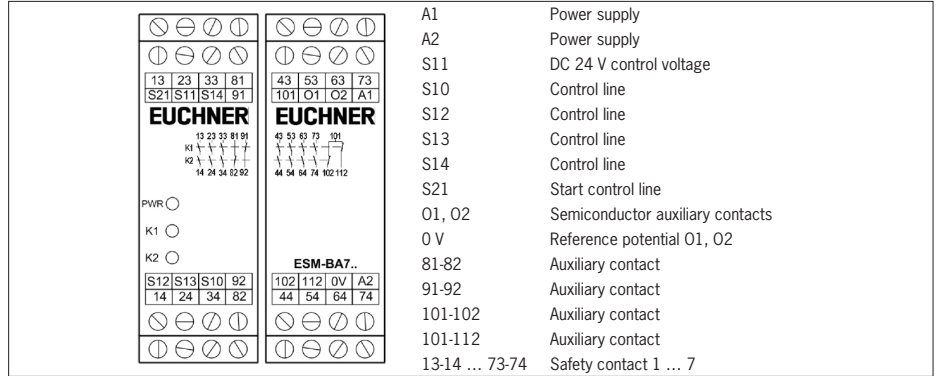 13 23 33 81
S21 S11 S14 91
EUCHNER
13 23 33 81 91
K1
K2
14 24 34 82 92
PWR
K1
K2
S12 S13 S10 92
14 24 34 82
43 53 63 73
101 O1 O2 A1
EUCHNER
43 53 63 73 101
44 54 64 74 102 112
ESM-BA7..
102 112 0V A2
44 54 64 74
A1 Power supply
A2 Power supply
S11 DC 24 V control voltage
S10 Control line
S12 Control line
S13 Control line
S14 Control line
S21 Start control line
O1, O2 Semiconductor auxiliary contacts
0 V Reference potential O1, O2
81-82 Auxiliary contact
91-92 Auxiliary contact
101-102 Auxiliary contact
101-112 Auxiliary contact
13-14 … 73-74 Safety contact 1 … 7